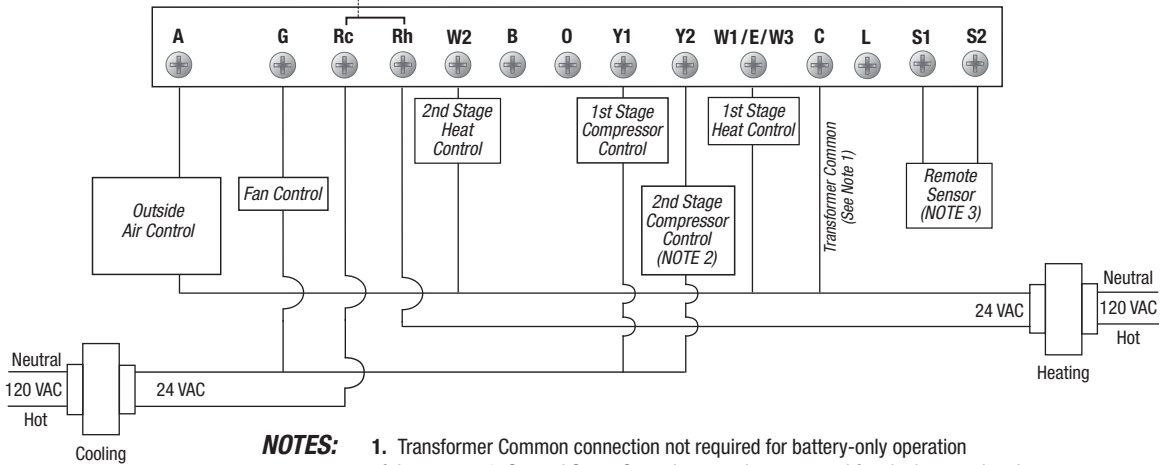 A G Rc Rh W2 B O Y1 Y2 W1/E/W3 C L S1 S2
2nd Stage
Heat
Control
1st Stage
Compressor
Control
1st Stage
Heat Control
Transformer Common
(See Note 1)
Outside
Air Control
Fan Control
2nd Stage
Compressor
Control
(NOTE 2)
Remote
Sensor
(NOTE 3)
24 VAC
Neutral
120 VAC
Hot
Heating
Neutral
120 VAC
Hot
24 VAC
Cooling
NOTES: 1. Transformer Common connection not required for battery-only operation